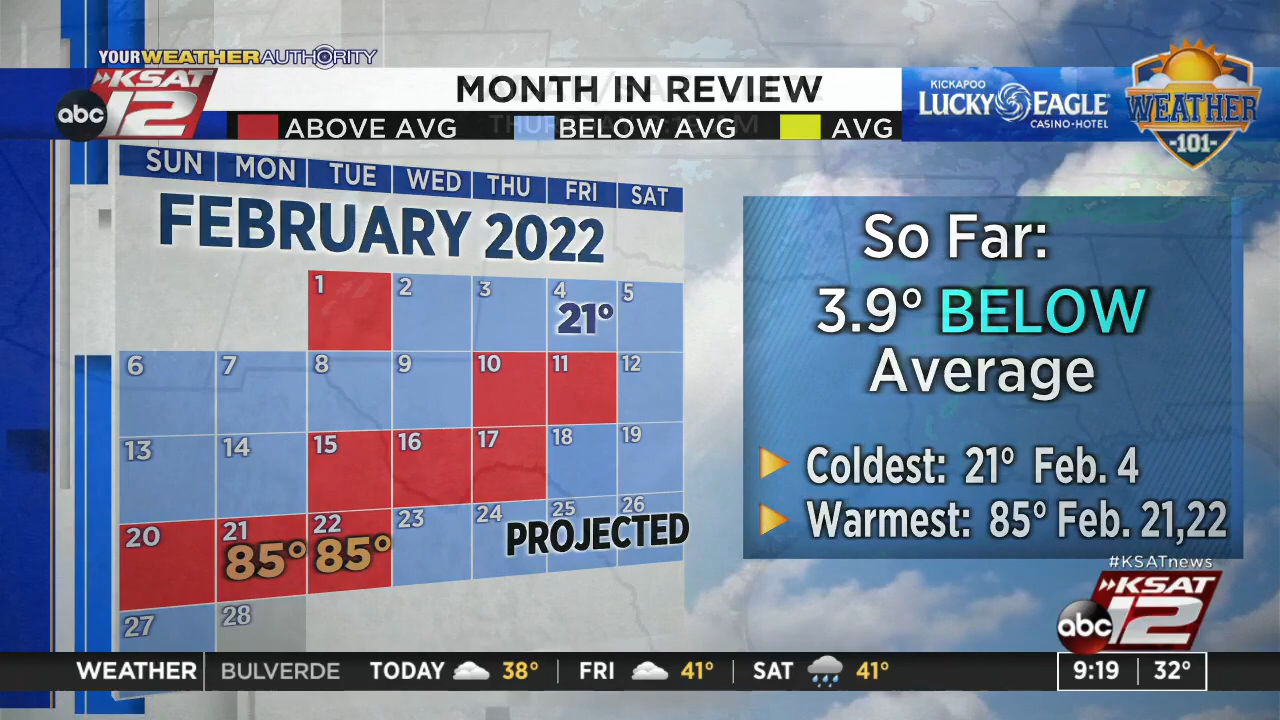 YOUR WEATHER AUTHORITY
KSAT
abc 12
MONTH IN REVIEW
ABOVE AVG BELOW AVG AVG
KICKAPOO
LUCKY EAGLE
CASINO•HOTEL
WEATHER
-101-
SUN MON TUE WED THU FRI SAT
FEBRUARY 2022
1 2 3 4 5
21°
6 7 8 9 10 11 12
13 14 15 16 17 18 19
20 21 22 23 24 25 26
85° 85° PROJECTED
27 28
So Far:
3.9° BELOW
Average
Coldest: 21° Feb. 4
Warmest: 85° Feb. 21,22
#KSATnews
KSAT
abc 12
WEATHER BULVERDE TODAY 38° FRI 41° SAT 41° 9:19 32°